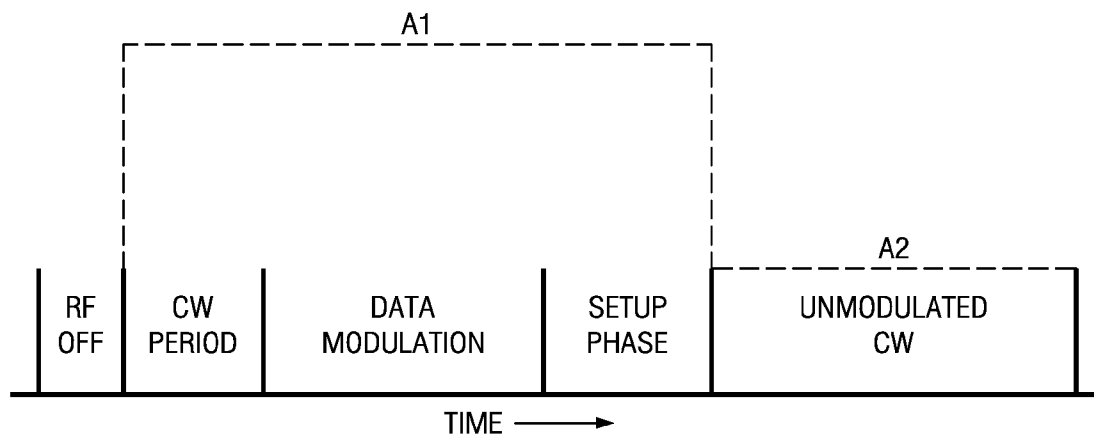 A1
A2
RF
OFF
CW
PERIOD
DATA
MODULATION
SETUP
PHASE
UNMODULATED
CW
TIME